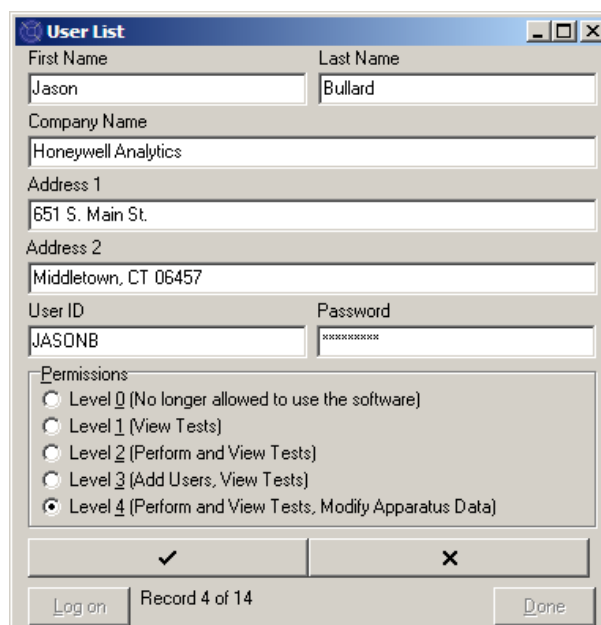 User List
First Name Last Name
Jason Bullard
Company Name
Honeywell Analytics
Address 1
651 S. Main St.
Address 2
Middletown, CT 06457
User ID Password
JASONB *********
Permissions
Level 0 (No longer allowed to use the software)
Level 1 (View Tests)
Level 2 (Perform and View Tests)
Level 3 (Add Users, View Tests)
Level 4 (Perform and View Tests, Modify Apparatus Data)
Log on Record 4 of 14 Done